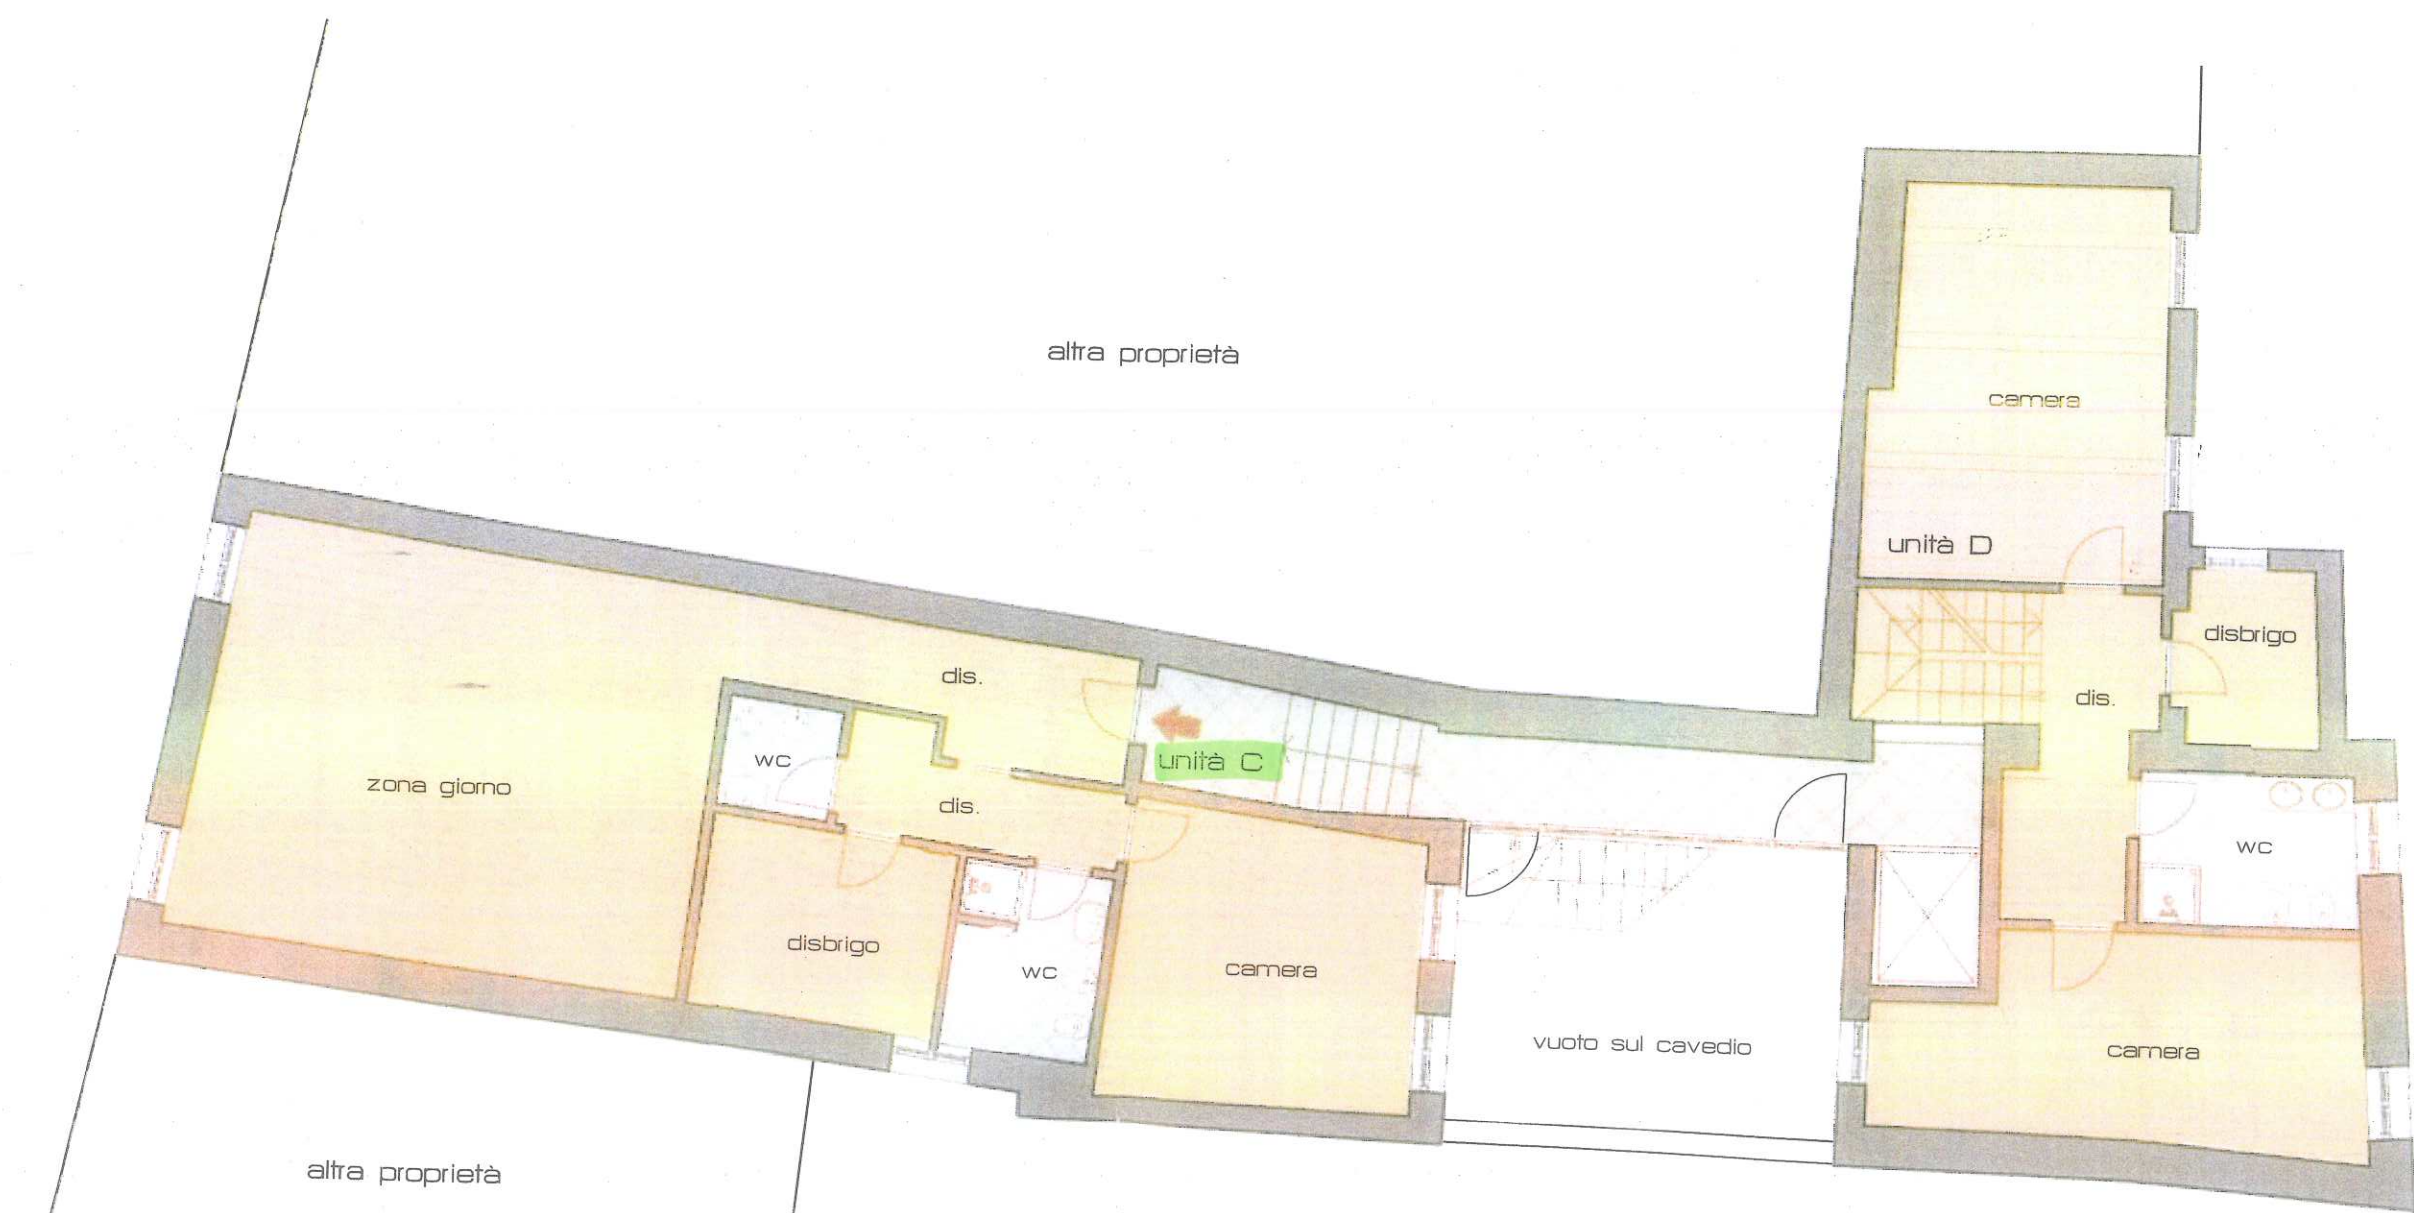 altra proprietà
camera
unità D
disbrigo
dis.
dis.
wc
unità C
zona giorno
dis.
wc
disbrigo
wc
camera
vuoto sul cavedio
camera
altra proprietà